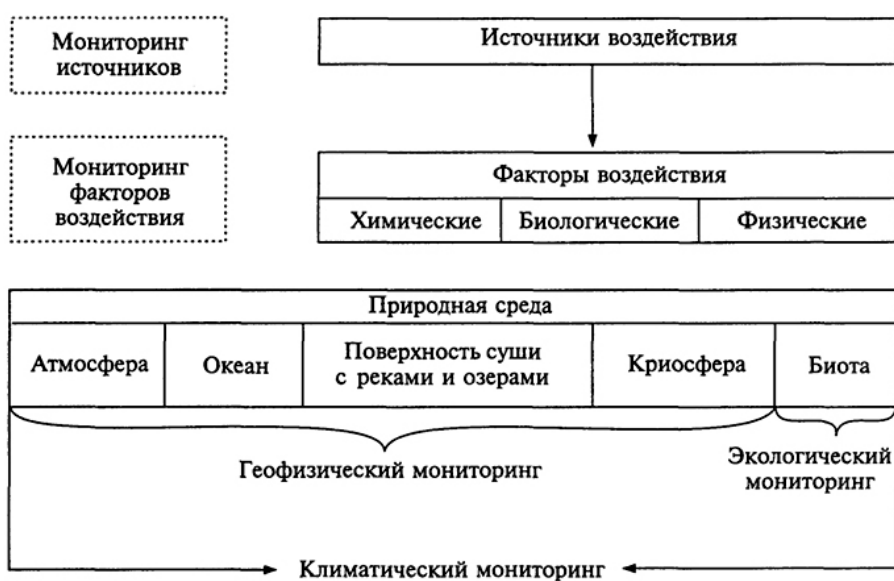 Мониторинг
источников
Источники воздействия
Мониторинг
факторов
воздействия
Факторы воздействия
Химические
Биологические
Физические
Природная среда
Атмосфера
Океан
Поверхность суши
с реками и озерами
Криосфера
Биота
Геофизический мониторинг
Экологический
мониторинг
Климатический мониторинг